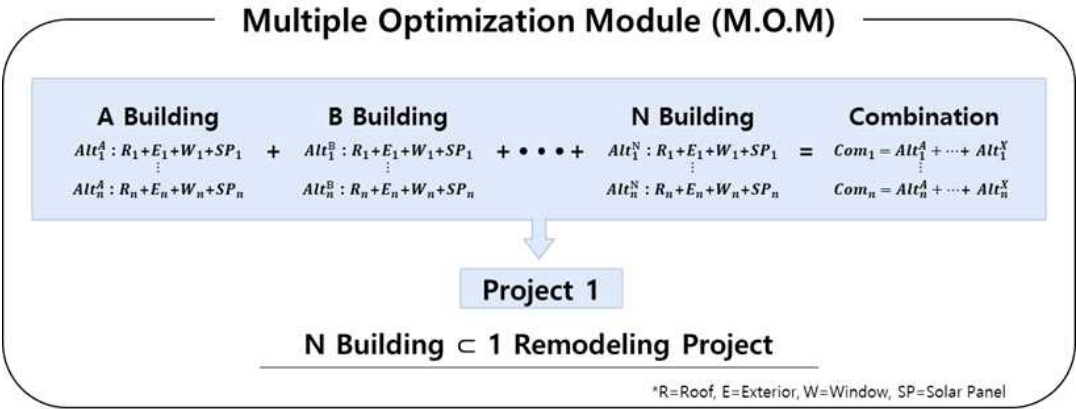 Multiple Optimization Module (M.O.M)
A Building B Building N Building Combination
Alt₁ᴬ : R₁+E₁+W₁+SP₁ + Alt₁ᴮ : R₁+E₁+W₁+SP₁ + • • • + Alt₁ᴺ : R₁+E₁+W₁+SP₁ = Com₁ = Alt₁ᴬ + ⋯+ Alt₁ˣ
⋮ ⋮ ⋮ ⋮
Altₙᴬ : Rₙ+Eₙ+Wₙ+SPₙ Altₙᴮ : Rₙ+Eₙ+Wₙ+SPₙ Altₙᴺ : Rₙ+Eₙ+Wₙ+SPₙ Comₙ = Altₙᴬ + ⋯+ Altₙˣ
Project 1
N Building ⊂ 1 Remodeling Project
*R=Roof, E=Exterior, W=Window, SP=Solar Panel